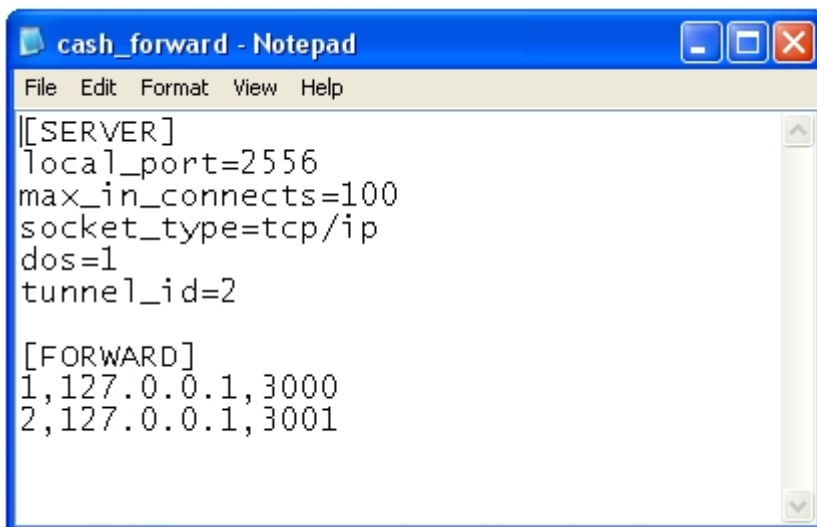 cash_forward - Notepad
File Edit Format View Help
[SERVER]
local_port=2556
max_in_connects=100
socket_type=tcp/ip
dos=1
tunnel_id=2

[FORWARD]
1,127.0.0.1,3000
2,127.0.0.1,3001